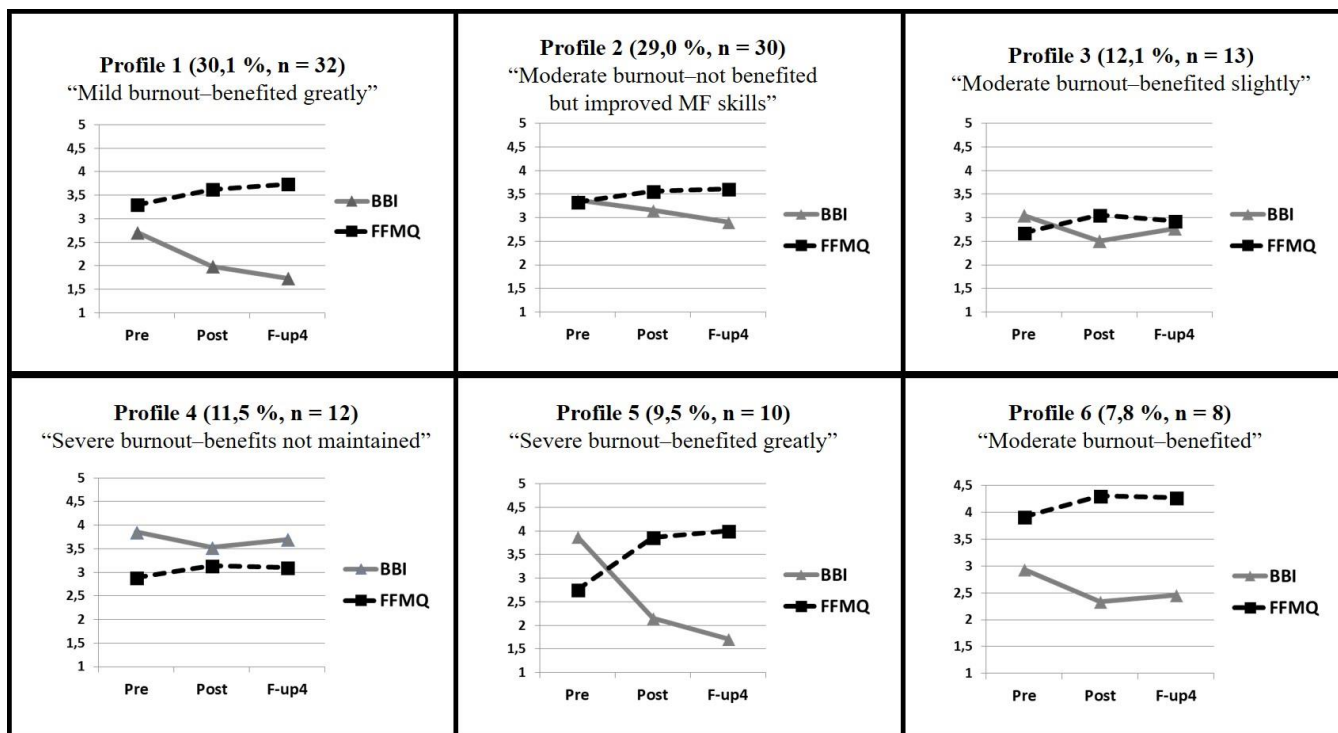 Profile 1 (30,1 %, n = 32)
“Mild burnout–benefited greatly”
5
4,5
4
3,5
3
2,5
2
1,5
1
BBI
FFMQ
Pre Post F-up4
Profile 2 (29,0 %, n = 30)
“Moderate burnout–not benefited
but improved MF skills”
5
4,5
4
3,5
3
2,5
2
1,5
1
BBI
FFMQ
Pre Post F-up4
Profile 3 (12,1 %, n = 13)
“Moderate burnout–benefited slightly”
5
4,5
4
3,5
3
2,5
2
1,5
1
BBI
FFMQ
Pre Post F-up4
Profile 4 (11,5 %, n = 12)
“Severe burnout–benefits not maintained”
5
4,5
4
3,5
3
2,5
2
1,5
1
BBI
FFMQ
Pre Post F-up4
Profile 5 (9,5 %, n = 10)
“Severe burnout–benefited greatly”
5
4,5
4
3,5
3
2,5
2
1,5
1
BBI
FFMQ
Pre Post F-up4
Profile 6 (7,8 %, n = 8)
“Moderate burnout–benefited”
4,5
4
3,5
3
2,5
2
1,5
1
BBI
FFMQ
Pre Post F-up4